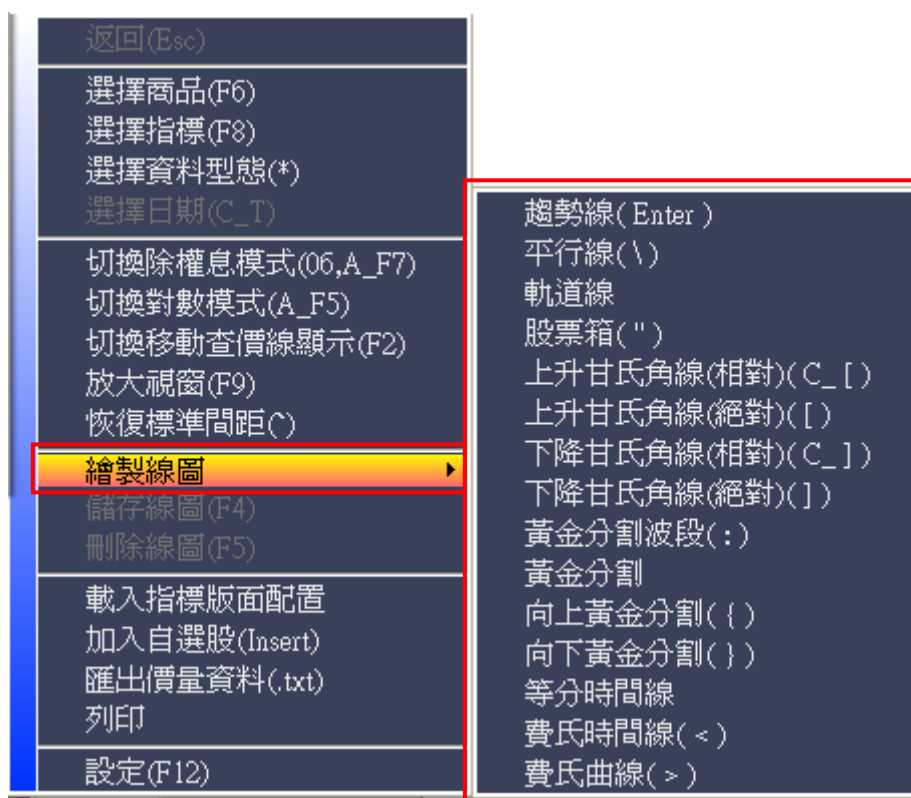 返回(Esc)
選擇商品(F6)
選擇指標(F8)
選擇資料型態(*)
選擇日期(C_T)
切換除權息模式(06,A_F7)
切換對數模式(A_F5)
切換移動查價線顯示(F2)
放大視窗(F9)
恢復標準間距(^)
繪製線圖
儲存線圖(F4)
刪除線圖(F5)
載入指標版面配置
加入自選股(Insert)
匯出價量資料(.txt)
列印
設定(F12)
趨勢線( Enter )
平行線( \ )
軌道線
股票箱( " )
上升甘氏角線(相對)( C_[ )
上升甘氏角線(絕對)( [ )
下降甘氏角線(相對)( C_] )
下降甘氏角線(絕對)( ] )
黃金分割波段( : )
黃金分割
向上黃金分割( { )
向下黃金分割( } )
等分時間線
費氏時間線( < )
費氏曲線( > )